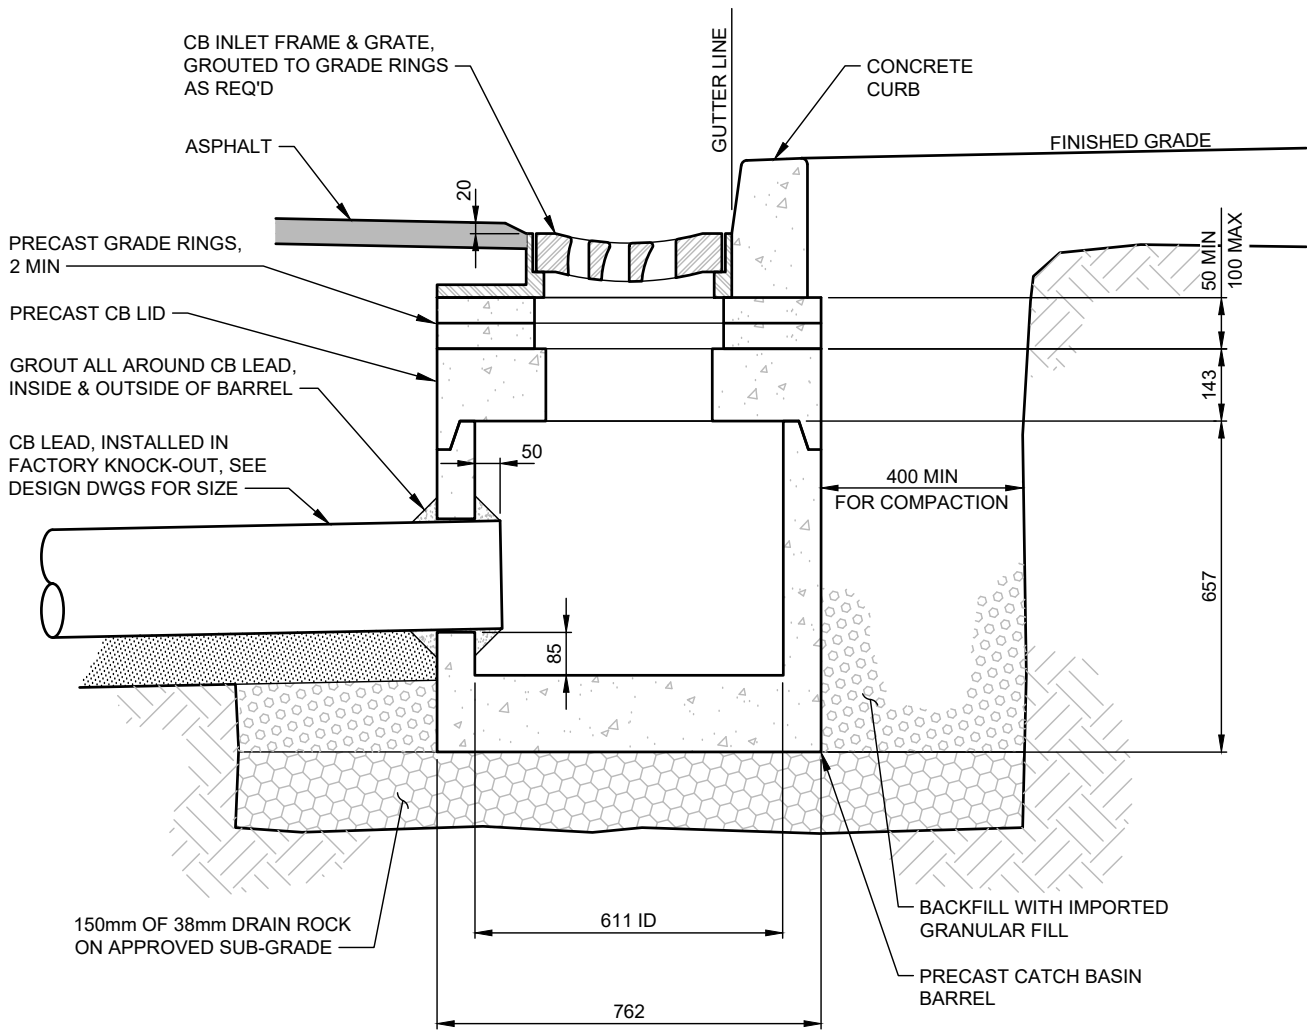 CB INLET FRAME & GRATE,
GROUTED TO GRADE RINGS
AS REQ'D
GUTTER LINE
CONCRETE
CURB
ASPHALT
FINISHED GRADE
20
PRECAST GRADE RINGS,
2 MIN
50 MIN
100 MAX
PRECAST CB LID
GROUT ALL AROUND CB LEAD,
INSIDE & OUTSIDE OF BARREL
143
CB LEAD, INSTALLED IN
FACTORY KNOCK-OUT, SEE
DESIGN DWGS FOR SIZE
50
400 MIN
FOR COMPACTION
657
85
150mm OF 38mm DRAIN ROCK
ON APPROVED SUB-GRADE
611 ID
BACKFILL WITH IMPORTED
GRANULAR FILL
PRECAST CATCH BASIN
BARREL
762